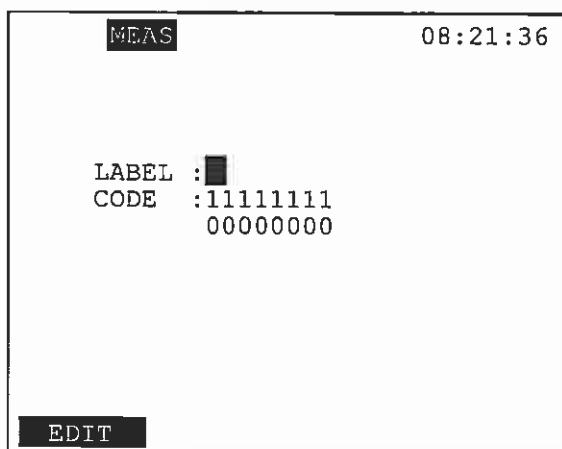 MEAS 08:21:36
LABEL :
CODE :11111111
00000000
EDIT